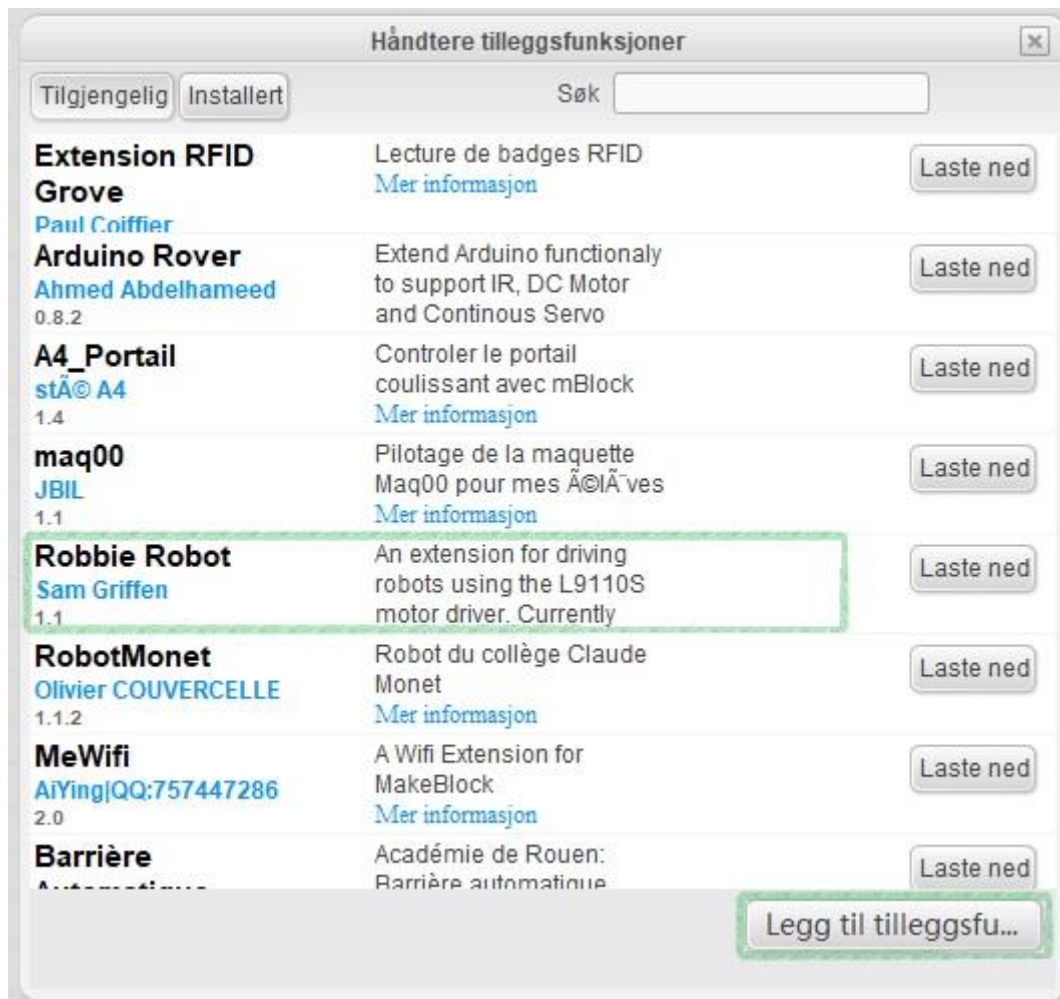 Håndtere tilleggsfunksjoner
Tilgjengelig Installert Søk
Extension RFID
Grove
Paul Coiffier
Lecture de badges RFID
Mer informasjon
Laste ned
Arduino Rover
Ahmed Abdelhameed
0.8.2
Extend Arduino functionaly
to support IR, DC Motor
and Continous Servo
Laste ned
A4_Portail
stÃ© A4
1.4
Controler le portail
coulissant avec mBlock
Mer informasjon
Laste ned
maq00
JBIL
1.1
Pilotage de la maquette
Maq00 pour mes Ã©lÃ¨ves
Mer informasjon
Laste ned
Robbie Robot
Sam Griffen
1.1
An extension for driving
robots using the L9110S
motor driver. Currently
Laste ned
RobotMonet
Olivier COUVERCELLE
1.1.2
Robot du collège Claude
Monet
Mer informasjon
Laste ned
MeWifi
AiYing|QQ:757447286
2.0
A Wifi Extension for
MakeBlock
Mer informasjon
Laste ned
Barrière
Automatique
Académie de Rouen:
Barrière automatique
Laste ned
Legg til tilleggsfu...